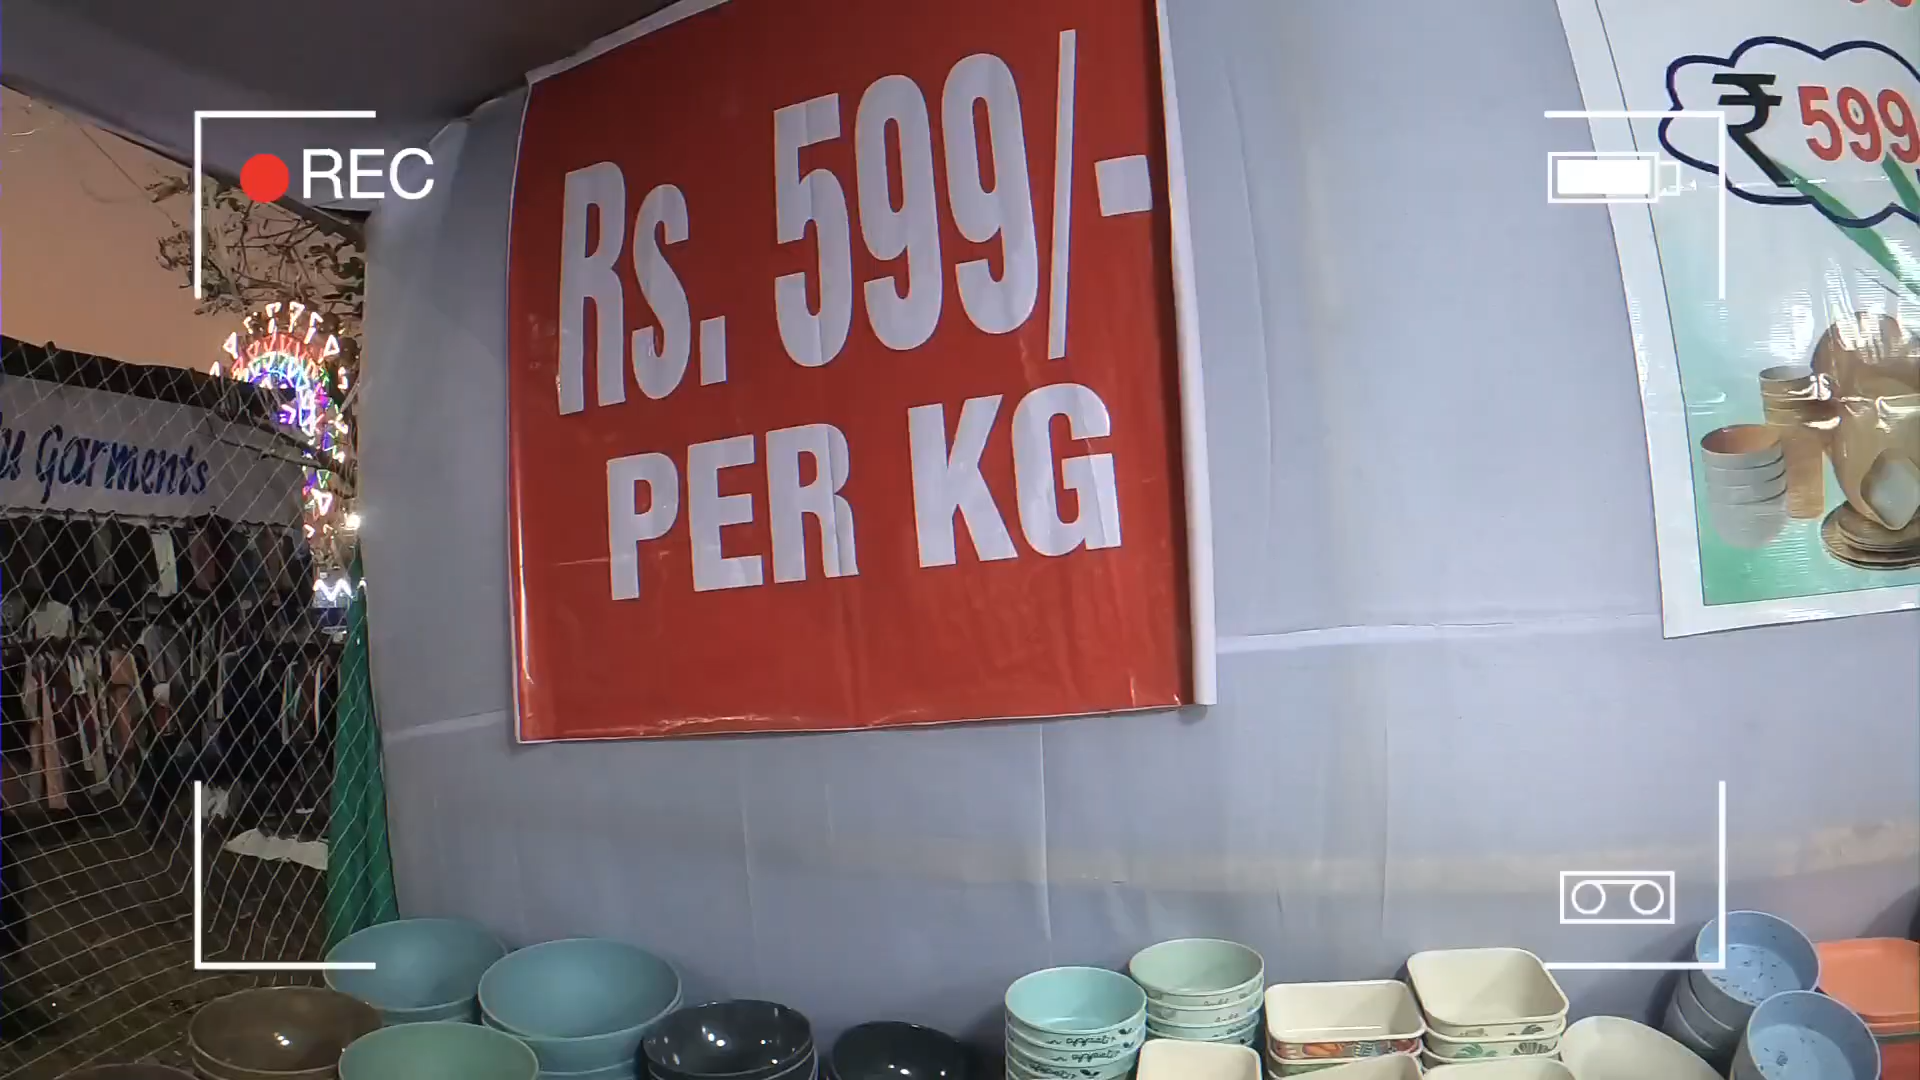 REC
Rs. 599/-
PER KG
₹ 599
Garments